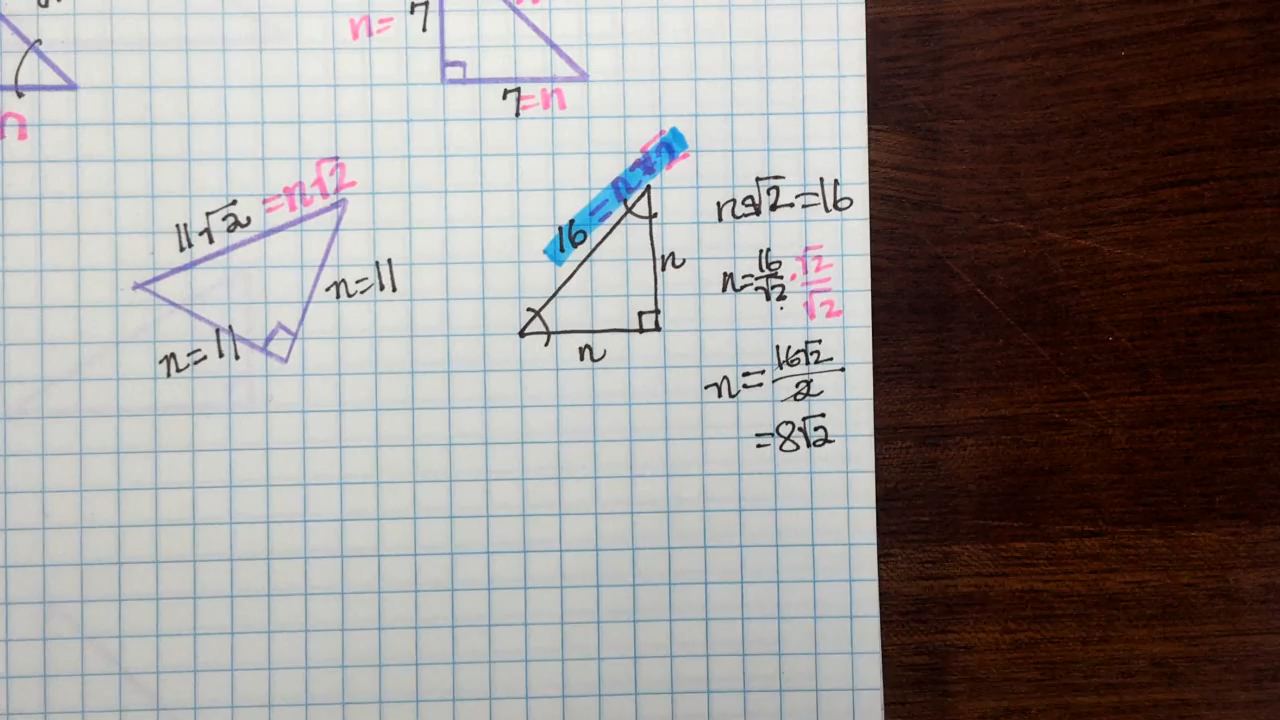 n= 7
7=n
n
11√2 =n√2
n=11
n=11
16 =n√2
n
n
n√2=16
n=16/√2 ·√2/√2
n=16√2/2
=8√2